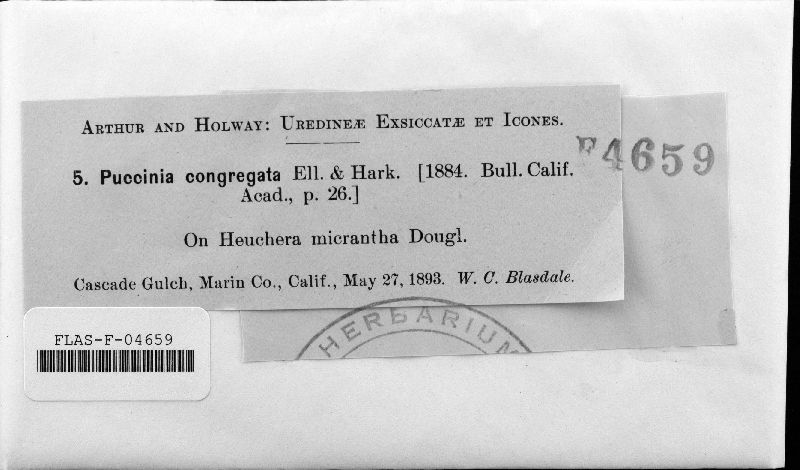 ARTHUR AND HOLWAY: UREDINEÆ EXSICCATÆ ET ICONES.
5. Puccinia congregata Ell. & Hark. [1884. Bull. Calif.
Acad., p. 26.]
On Heuchera micrantha Dougl.
Cascade Gulch, Marin Co., Calif., May 27, 1893. W. C. Blasdale.
F4659
HERBARIUM
FLAS-F-04659